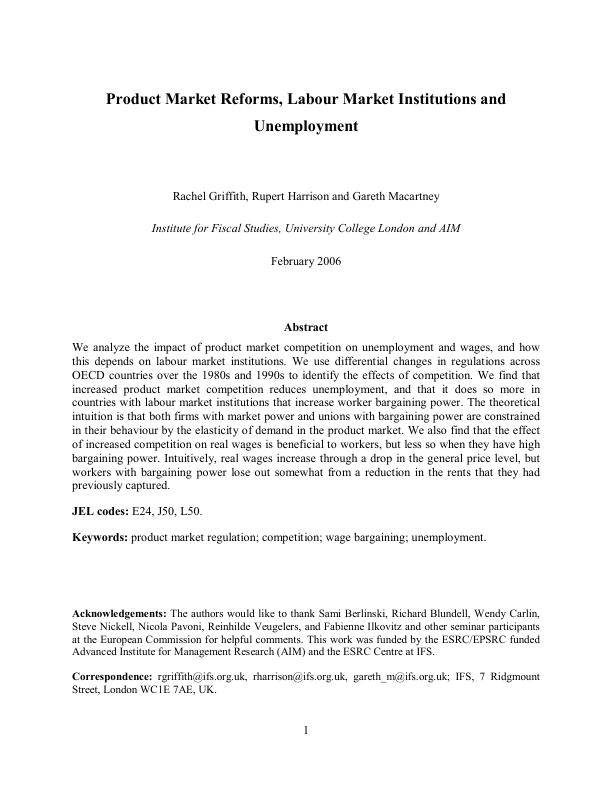 Product Market Reforms, Labour Market Institutions and
Unemployment
Rachel Griffith, Rupert Harrison and Gareth Macartney
Institute for Fiscal Studies, University College London and AIM
February 2006
Abstract
We analyze the impact of product market competition on unemployment and wages, and how
this depends on labour market institutions. We use differential changes in regulations across
OECD countries over the 1980s and 1990s to identify the effects of competition. We find that
increased product market competition reduces unemployment, and that it does so more in
countries with labour market institutions that increase worker bargaining power. The theoretical
intuition is that both firms with market power and unions with bargaining power are constrained
in their behaviour by the elasticity of demand in the product market. We also find that the effect
of increased competition on real wages is beneficial to workers, but less so when they have high
bargaining power. Intuitively, real wages increase through a drop in the general price level, but
workers with bargaining power lose out somewhat from a reduction in the rents that they had
previously captured.
JEL codes: E24, J50, L50.
Keywords: product market regulation; competition; wage bargaining; unemployment.
Acknowledgements: The authors would like to thank Sami Berlinski, Richard Blundell, Wendy Carlin,
Steve Nickell, Nicola Pavoni, Reinhilde Veugelers, and Fabienne Ilkovitz and other seminar participants
at the European Commission for helpful comments. This work was funded by the ESRC/EPSRC funded
Advanced Institute for Management Research (AIM) and the ESRC Centre at IFS.
Correspondence: rgriffith@ifs.org.uk, rharrison@ifs.org.uk, gareth_m@ifs.org.uk; IFS, 7 Ridgmount
Street, London WC1E 7AE, UK.
1